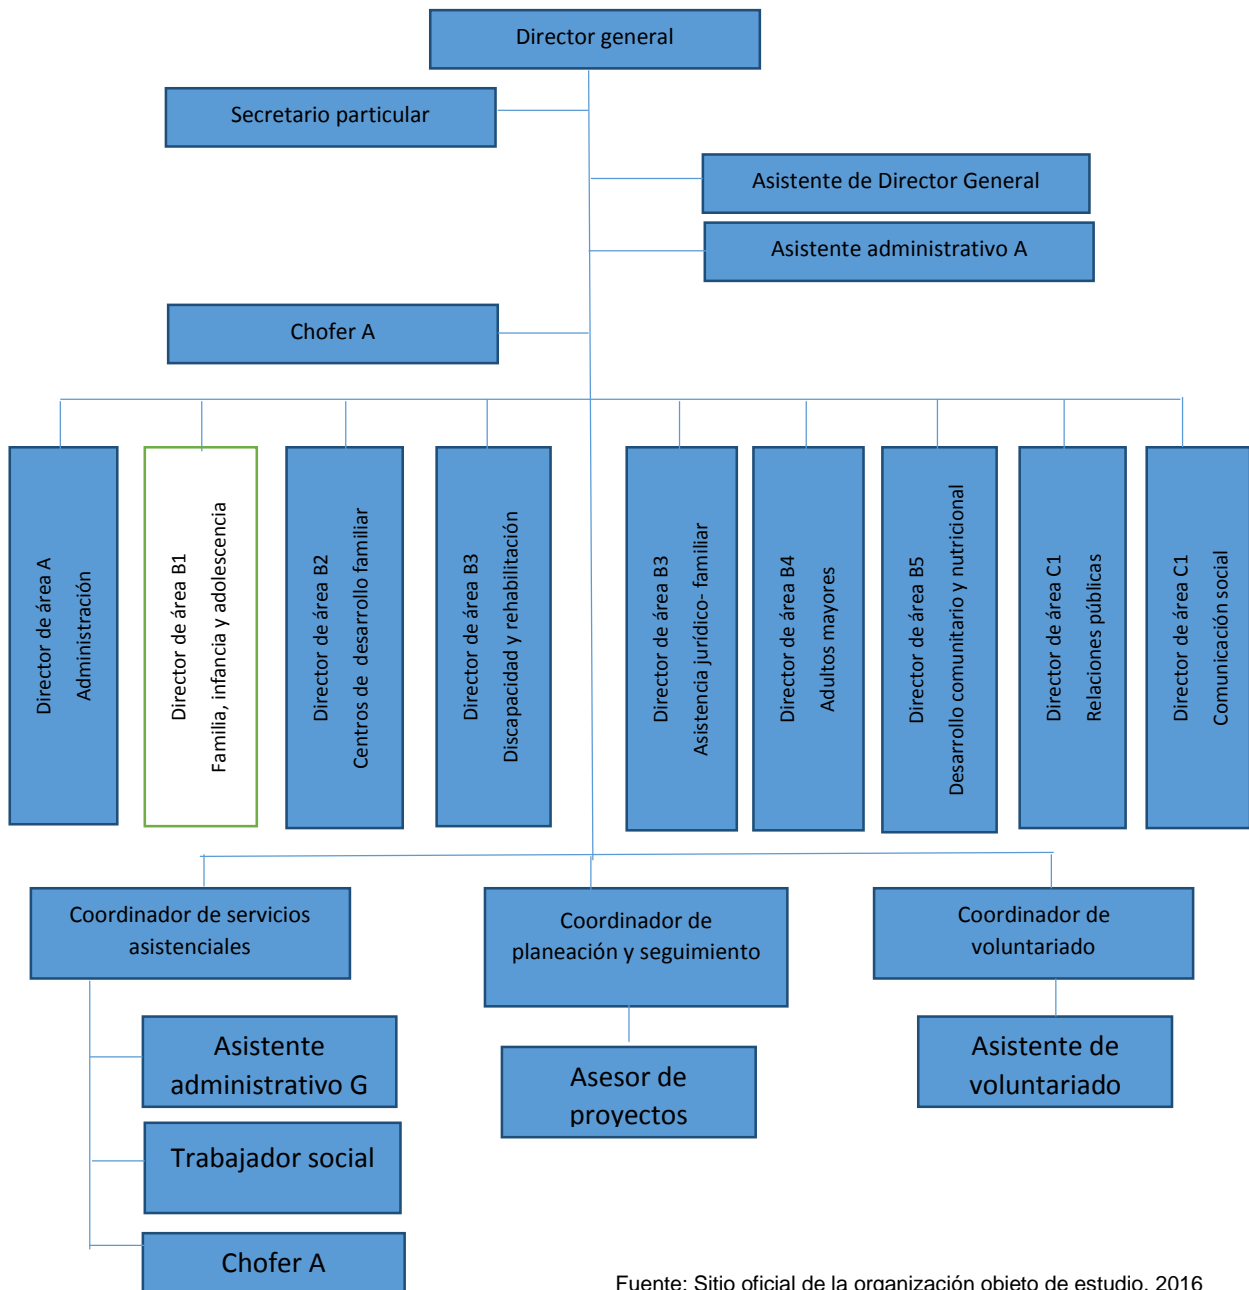 Director general
Secretario particular
Asistente de Director General
Asistente administrativo A
Chofer A
Director de área A
Administración
Director de área B1
Familia, infancia y adolescencia
Director de área B2
Centros de desarrollo familiar
Director de área B3
Discapacidad y rehabilitación
Director de área B3
Asistencia jurídico- familiar
Director de área B4
Adultos mayores
Director de área B5
Desarrollo comunitario y nutricional
Director de área C1
Relaciones públicas
Director de área C1
Comunicación social
Coordinador de servicios
asistenciales
Coordinador de
planeación y seguimiento
Coordinador de
voluntariado
Asistente
administrativo G
Asesor de
proyectos
Asistente de
voluntariado
Trabajador social
Chofer A
Fuente: Sitio oficial de la organización objeto de estudio, 2016